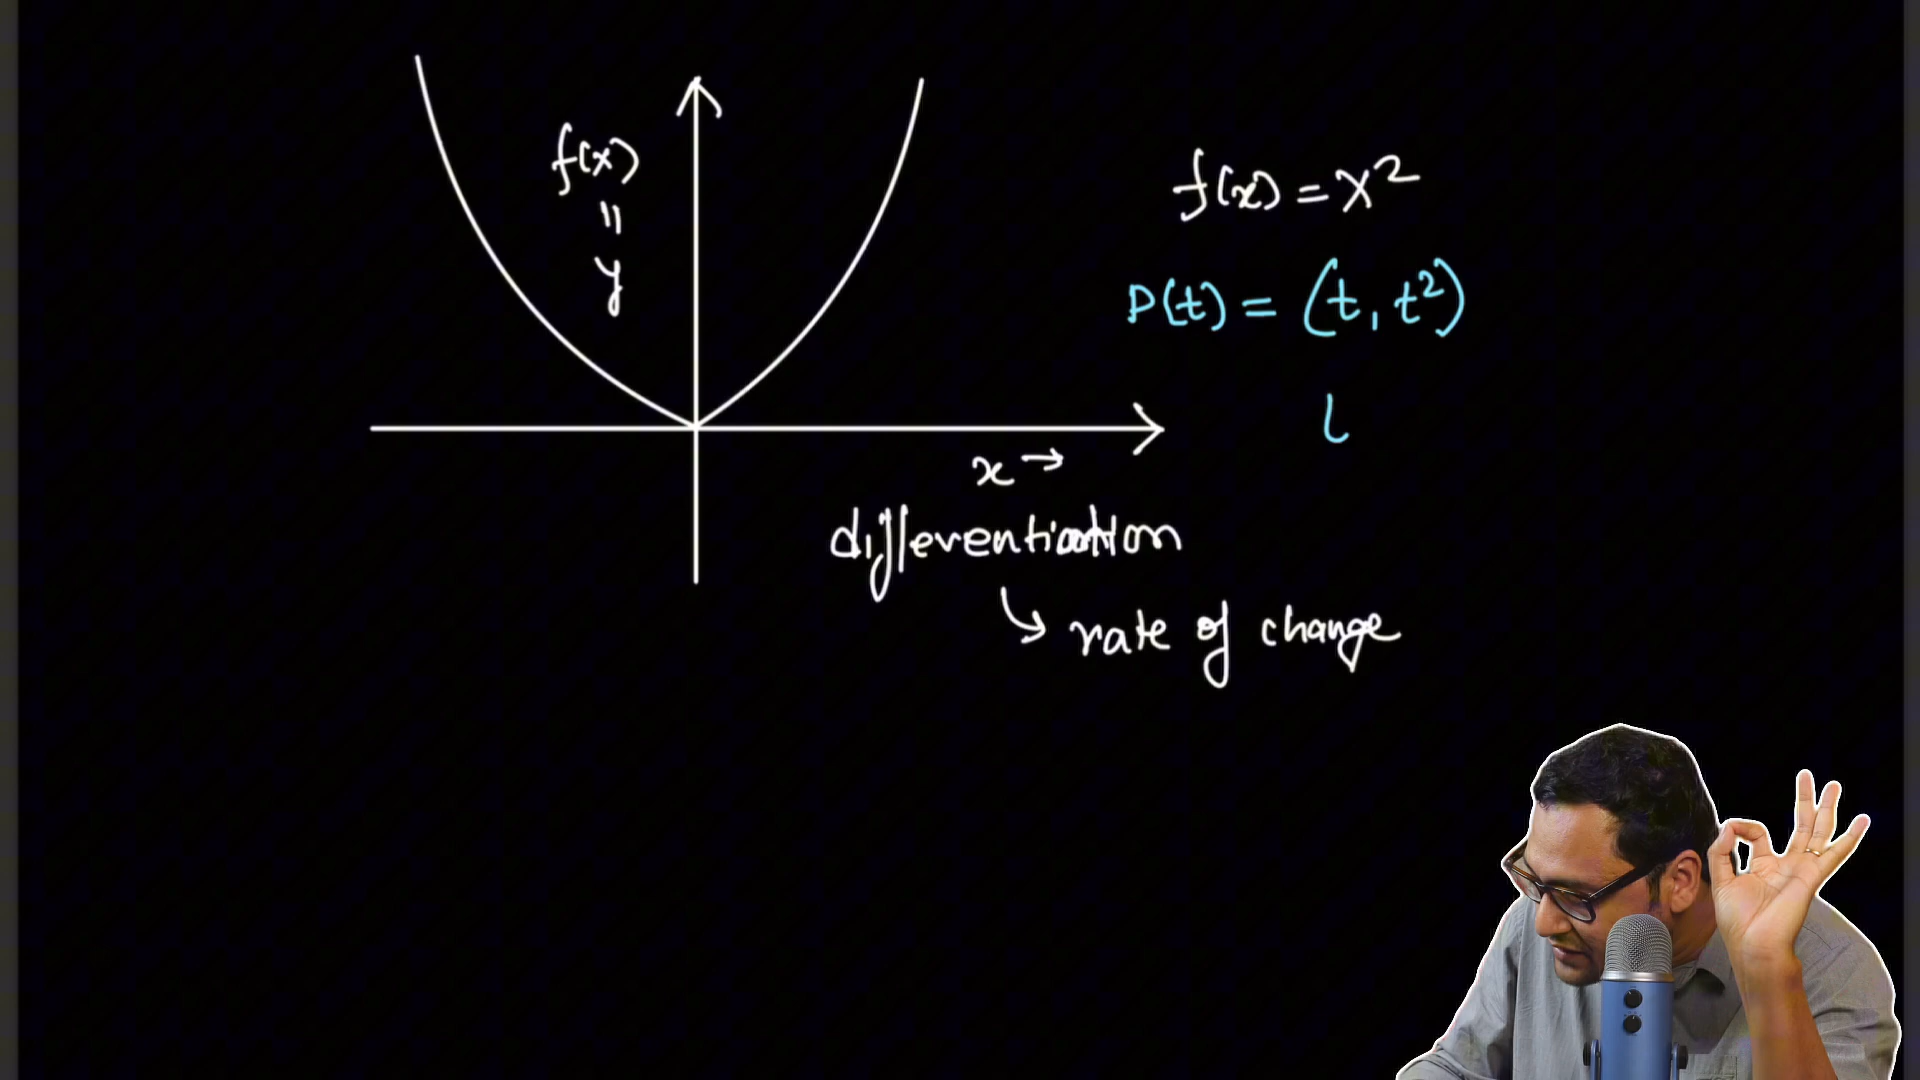 f(x)
=
y
x →
f(x) = x²
P(t) = (t, t²)
differentiation
↳ rate of change